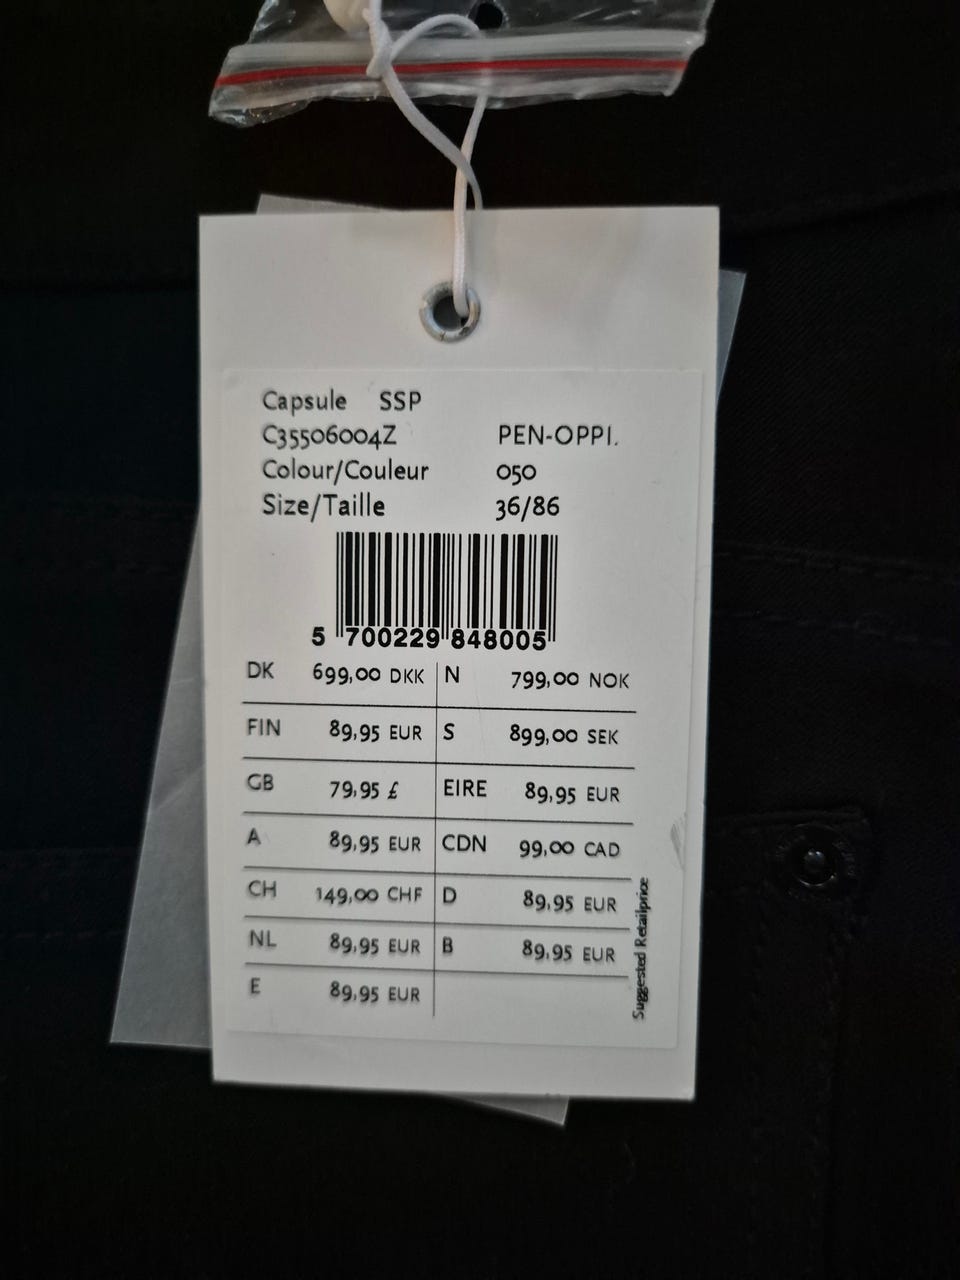 Capsule SSP
C35506004Z PEN-OPPI.
Colour/Couleur 050
Size/Taille 36/86
5 700229 848005
DK 699,00 DKK N 799,00 NOK
FIN 89,95 EUR S 899,00 SEK
GB 79,95 £ EIRE 89,95 EUR
A 89,95 EUR CDN 99,00 CAD
CH 149,00 CHF D 89,95 EUR
NL 89,95 EUR B 89,95 EUR
E 89,95 EUR
Suggested Retailprice